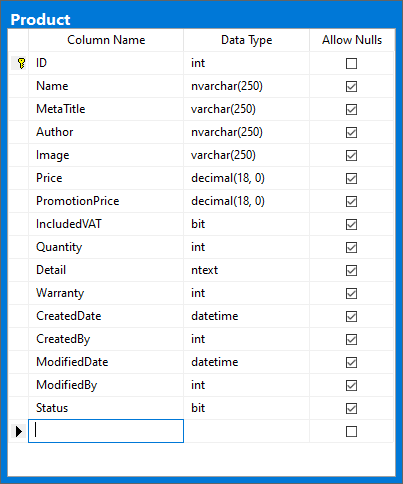 Product
Column Name Data Type Allow Nulls
ID int
Name nvarchar(250)
MetaTitle varchar(250)
Author nvarchar(250)
Image varchar(250)
Price decimal(18, 0)
PromotionPrice decimal(18, 0)
IncludedVAT bit
Quantity int
Detail ntext
Warranty int
CreatedDate datetime
CreatedBy int
ModifiedDate datetime
ModifiedBy int
Status bit